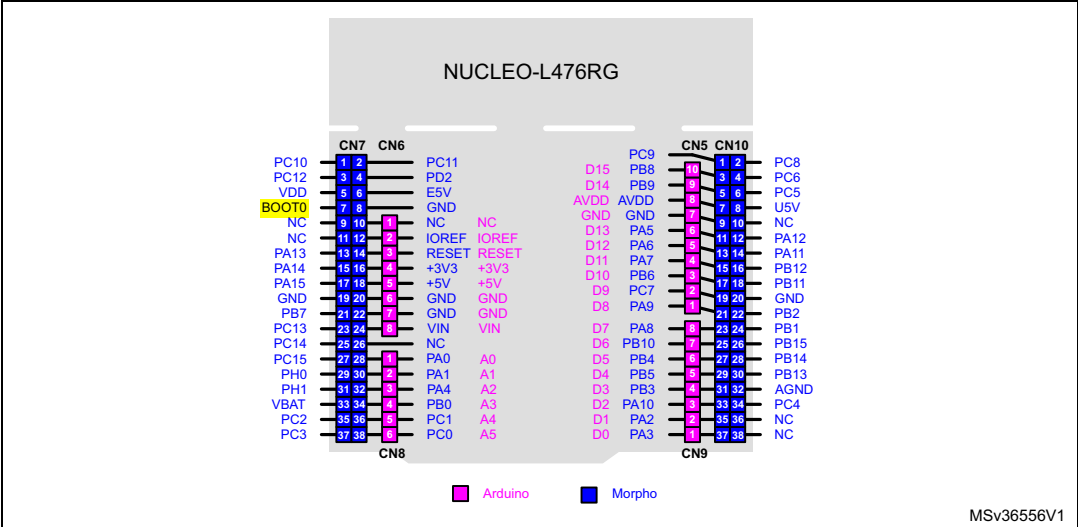 NUCLEO-L476RG
CN7 CN6 CN5 CN10
PC9
PC10 1 2 PC11 1 2 PC8
PC12 3 4 PD2 D15 PB8 10 3 4 PC6
VDD 5 6 E5V D14 PB9 9 5 6 PC5
BOOT0 7 8 GND AVDD AVDD 8 7 8 U5V
NC 9 10 1 NC NC GND GND 7 9 10 NC
NC 11 12 2 IOREF IOREF D13 PA5 6 11 12 PA12
PA13 13 14 3 RESET RESET D12 PA6 5 13 14 PA11
PA14 15 16 4 +3V3 +3V3 D11 PA7 4 15 16 PB12
PA15 17 18 5 +5V +5V D10 PB6 3 17 18 PB11
GND 19 20 6 GND GND D9 PC7 2 19 20 GND
PB7 21 22 7 GND GND D8 PA9 1 21 22 PB2
PC13 23 24 8 VIN VIN D7 PA8 8 23 24 PB1
PC14 25 26 NC D6 PB10 7 25 26 PB15
PC15 27 28 1 PA0 A0 D5 PB4 6 27 28 PB14
PH0 29 30 2 PA1 A1 D4 PB5 5 29 30 PB13
PH1 31 32 3 PA4 A2 D3 PB3 4 31 32 AGND
VBAT 33 34 4 PB0 A3 D2 PA10 3 33 34 PC4
PC2 35 36 5 PC1 A4 D1 PA2 2 35 36 NC
PC3 37 38 6 PC0 A5 D0 PA3 1 37 38 NC
CN8 CN9
Arduino Morpho
MSv36556V1